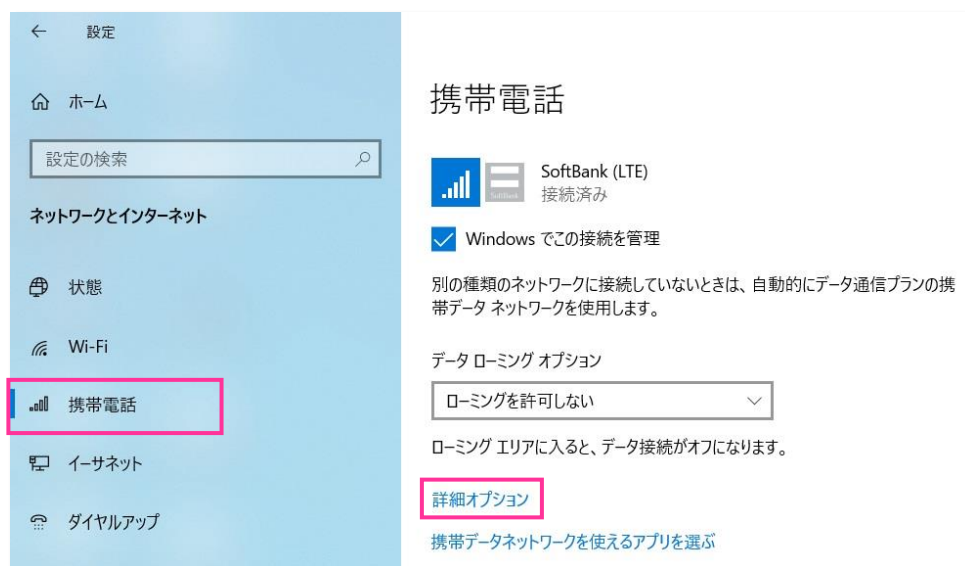 設定
ホーム
設定の検索
ネットワークとインターネット
状態
Wi-Fi
携帯電話
イーサネット
ダイヤルアップ
携帯電話
SoftBank
SoftBank (LTE)
接続済み
Windows でこの接続を管理
別の種類のネットワークに接続していないときは、自動的にデータ通信プランの携
帯データ ネットワークを使用します。
データ ローミング オプション
ローミングを許可しない
ローミング エリアに入ると、データ接続がオフになります。
詳細オプション
携帯データネットワークを使えるアプリを選ぶ